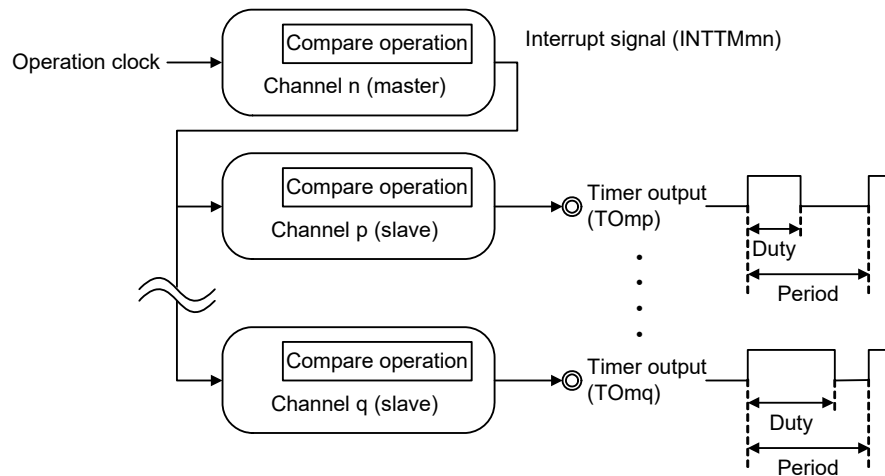 Compare operation
Interrupt signal (INTTMmn)
Operation clock
Channel n (master)
Compare operation
Timer output
(TOmp)
Channel p (slave)
Duty
Period
Compare operation
Timer output
(TOmq)
Channel q (slave)
Duty
Period